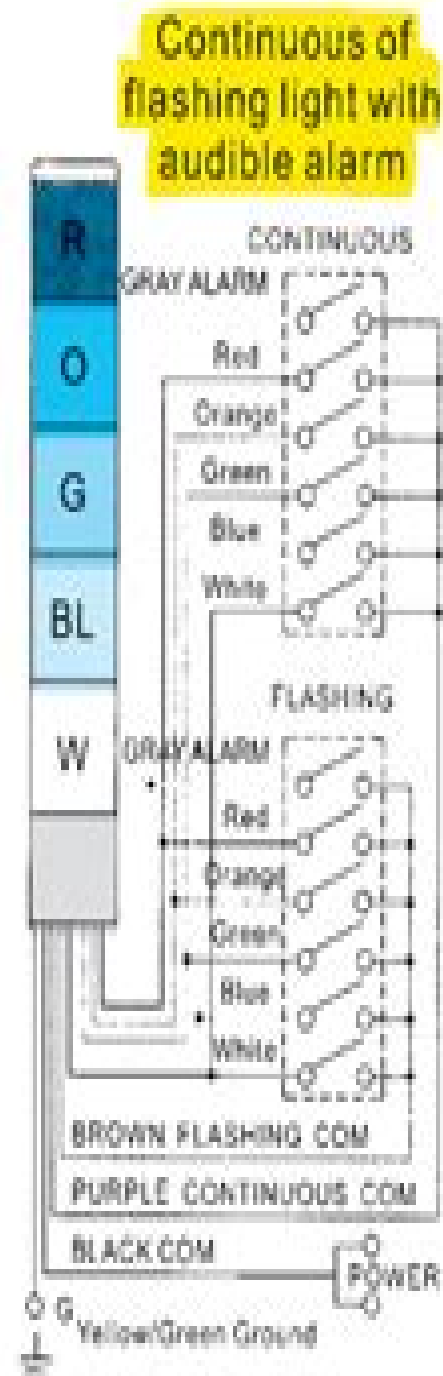 Continuous of
flashing light with
audible alarm
R
O
G
BL
W
CONTINUOUS
GRAY ALARM
Red
Orange
Green
Blue
White
FLASHING
GRAY ALARM
Red
Orange
Green
Blue
White
BROWN FLASHING COM
PURPLE CONTINUOUS COM
BLACK COM
POWER
G
Yellow/Green Ground